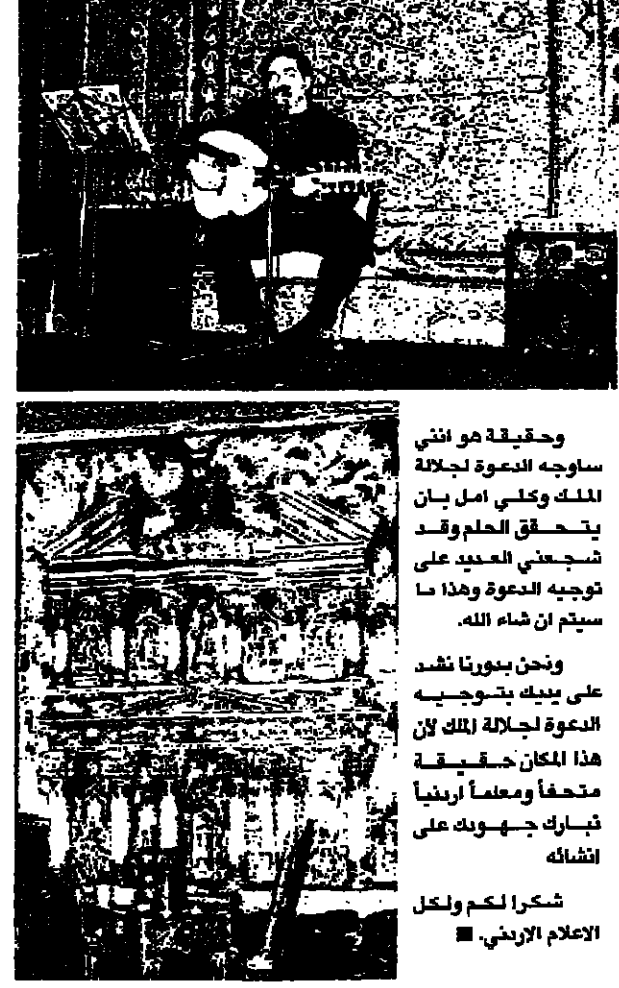 وحقيقة هو انني
ساوجه الدعوة لجلالة
الملك وكلي امل بان
يتحقق الحلم وقد
شجعني العديد على
توجيه الدعوة وهذا ما
سيتم ان شاء الله.
ونحن بدورنا نشد
على يديك بتوجيه
الدعوة لجلالة الملك لأن
هذا المكان حقيقة
متحفاً ومعلماً اردنياً
نبارك جهودك على
انشائه
شكرا لكم ولكل
الاعلام الاردني. ■